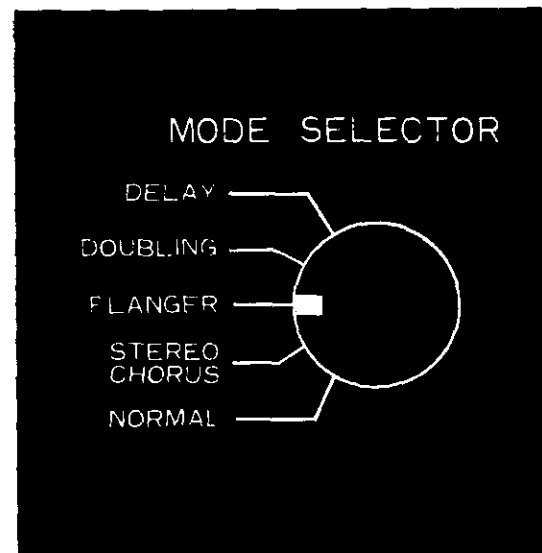 MODE SELECTOR
DELAY
DOUBLING
FLANGER
STEREO
CHORUS
NORMAL